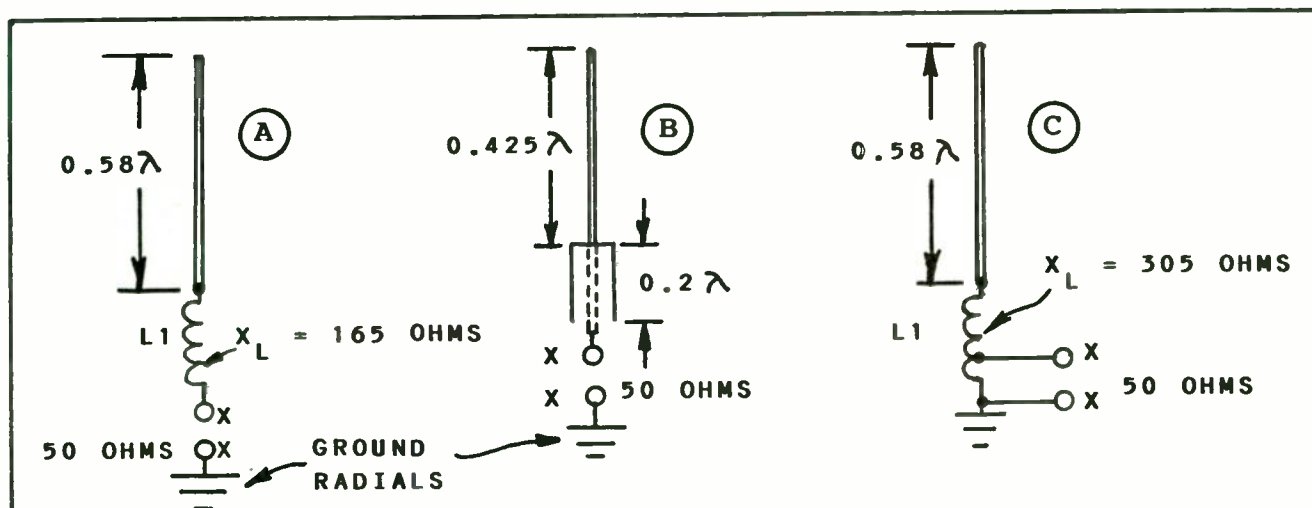 A
0.58λ
L1
X_L = 165 OHMS
X
50 OHMS
X
GROUND
RADIALS
B
0.425λ
0.2λ
X
X
50 OHMS
C
0.58λ
X_L = 305 OHMS
L1
X
X
50 OHMS